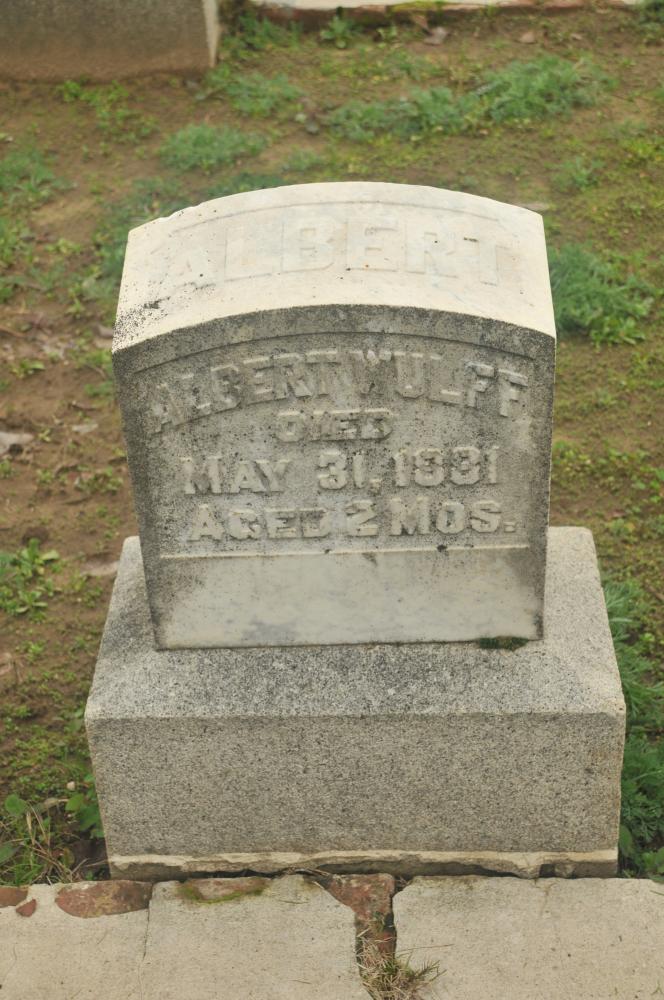 ALBERT
ALBERT WULFF
DIED
MAY 31, 1881
AGED 2 MOS.